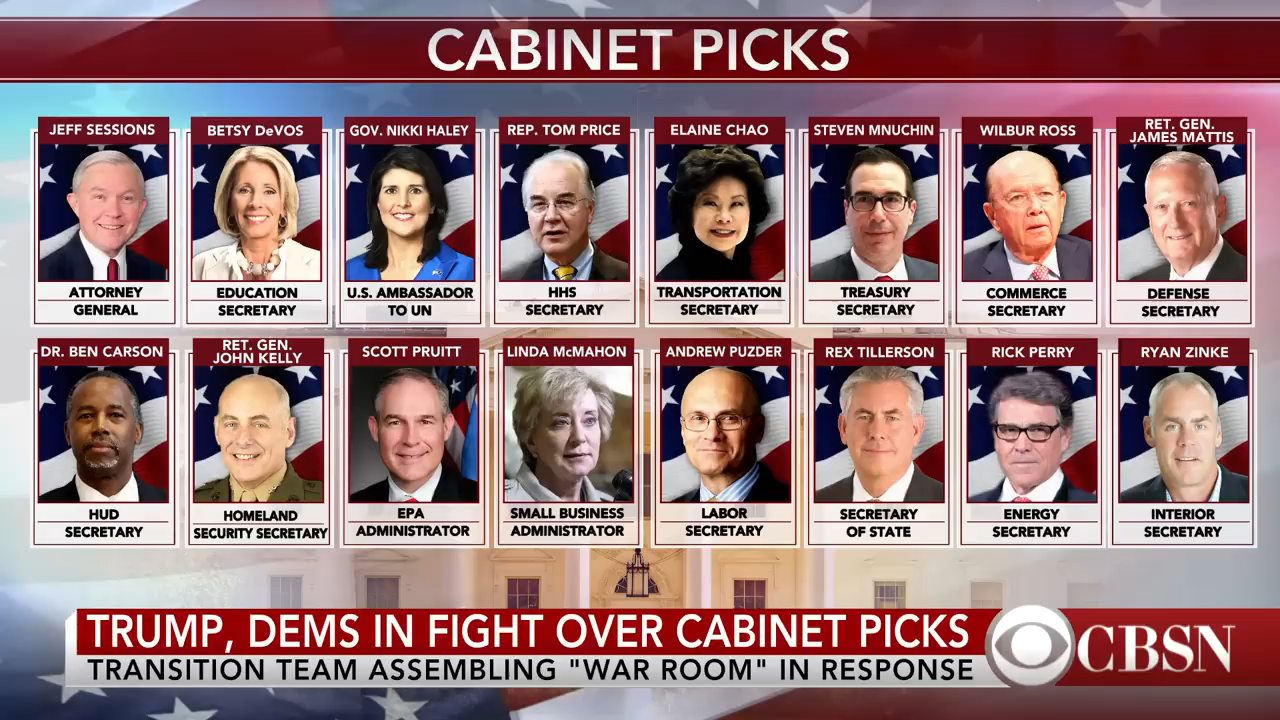 CABINET PICKS
JEFF SESSIONS
ATTORNEY
GENERAL
BETSY DeVOS
EDUCATION
SECRETARY
GOV. NIKKI HALEY
U.S. AMBASSADOR
TO UN
REP. TOM PRICE
HHS
SECRETARY
ELAINE CHAO
TRANSPORTATION
SECRETARY
STEVEN MNUCHIN
TREASURY
SECRETARY
WILBUR ROSS
COMMERCE
SECRETARY
RET. GEN.
JAMES MATTIS
DEFENSE
SECRETARY
DR. BEN CARSON
HUD
SECRETARY
RET. GEN.
JOHN KELLY
HOMELAND
SECURITY SECRETARY
SCOTT PRUITT
EPA
ADMINISTRATOR
LINDA McMAHON
SMALL BUSINESS
ADMINISTRATOR
ANDREW PUZDER
LABOR
SECRETARY
REX TILLERSON
SECRETARY
OF STATE
RICK PERRY
ENERGY
SECRETARY
RYAN ZINKE
INTERIOR
SECRETARY
TRUMP, DEMS IN FIGHT OVER CABINET PICKS
TRANSITION TEAM ASSEMBLING "WAR ROOM" IN RESPONSE
CBSN